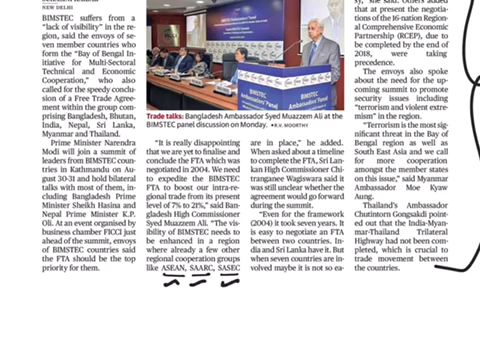 NEW DELHI
BIMSTEC suffers from a
"lack of visibility" in the re-
gion, said the envoys of se-
ven member countries who
form the "Bay of Bengal In-
itiative for Multi-Sectoral
Technical and Economic
Cooperation," who also
called for the speedy conclu-
sion of a Free Trade Agree-
ment within the group com-
prising Bangladesh, Bhutan,
India, Nepal, Sri Lanka,
Myanmar and Thailand.
Prime Minister Narendra
Modi will join a summit of
leaders from BIMSTEC coun-
tries in Kathmandu on Au-
gust 30-31 and hold bilateral
talks with most of them, in-
cluding Bangladesh Prime
Minister Sheikh Hasina and
Nepal Prime Minister K.P.
Oli. At an event organised by
business chamber FICCI just
ahead of the summit, envoys
of BIMSTEC countries said
the FTA should be the top
priority for them.
BIMSTEC
Ambassadors' Panel
Trade talks: Bangladesh Ambassador Syed Muazzem Ali at the
BIMSTEC panel discussion on Monday. R.V. MOORTHY
"It is really disappointing
that we are yet to finalise and
conclude the FTA which was
negotiated in 2004. We need
to expedite the BIMSTEC
FTA to boost our intra-re-
gional trade from its present
level of 7% to 21%," said Ban-
gladesh High Commissioner
Syed Muazzem Ali. "The vis-
ibility of BIMSTEC needs to
be enhanced in a region
where already a few other
regional cooperation groups
like ASEAN, SAARC, SASEC
are in place," he added.
When asked about a timeline
to complete the FTA, Sri Lan-
kan High Commissioner Chi-
tranganee Wagiswara said it
was still unclear whether the
agreement would go forward
during the summit.
"Even for the framework
(2004) it took seven years. It
is easy to negotiate an FTA
between two countries. In-
dia and Sri Lanka have it. But
when seven countries are in-
volved maybe it is not so ea-
sy," she said. Others added
that at present the negotia-
tions of the 16-nation Region-
al Comprehensive Economic
Partnership (RCEP), due to
be completed by the end of
2018, were taking
precedence.
The envoys also spoke
about the need for the up-
coming summit to promote
security issues including
"terrorism and violent extre-
mism" in the region.
"Terrorism is the most sig-
nificant threat in the Bay of
Bengal region as well as
South East Asia and we call
for more cooperation
amongst the member states
on this issue," said Myanmar
Ambassador Moe Kyaw
Aung.
Thailand's Ambassador
Chutintorn Gongsakdi point-
ed out that the India-Myan-
mar-Thailand Trilateral
Highway had not been com-
pleted, which is crucial to
trade movement between
the countries.